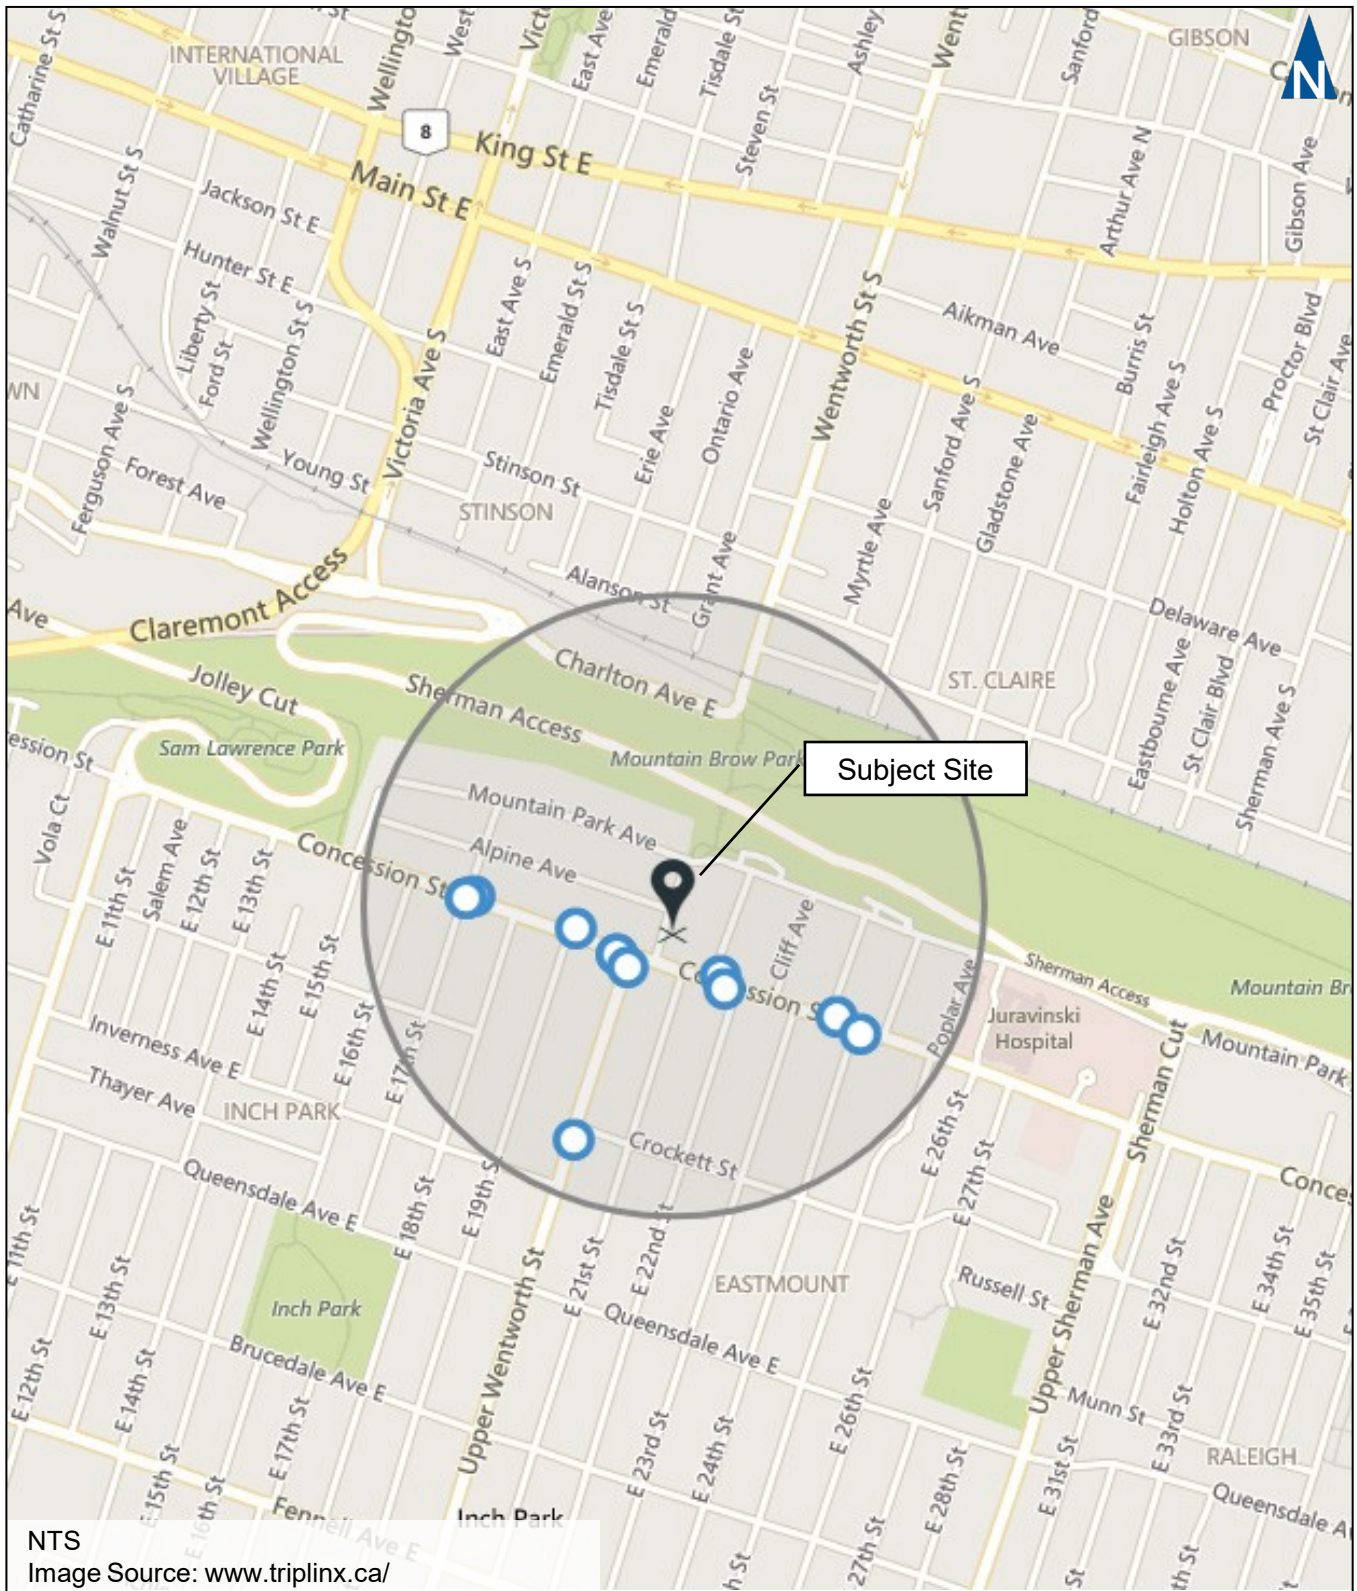 INTERNATIONAL
VILLAGE
GIBSON
N
Catharine St S
Wellington
Emerald
East Ave
Tisdale St
Steven St
Ashley
Sanford
8
King St E
Main St E
Walnut St S
Jackson St E
Hunter St E
Arthur Ave N
Gibson Ave
Liberty St
Ford St
Wellington St S
Victoria Ave S
East Ave S
Emerald St S
Tisdale St S
Erie Ave
Ontario Ave
Wentworth St S
Aikman Ave
Burris St
Proctor Blvd
St Clair Ave
Fairleigh Ave S
Holton Ave S
Sanford Ave S
Gladstone Ave
Myrtle Ave
Ferguson Ave S
Forest Ave
Young St
Stinson St
STINSON
Alanson St
Grant Ave
Delaware Ave
Claremont Access
Ave
Jolley Cut
Charlton Ave E
Sherman Access
ST. CLAIRE
Eastbourne Ave
St Clair Blvd
Sherman Ave S
Sam Lawrence Park
Mountain Brow Park
Subject Site
Vola Ct
Mountain Park Ave
Alpine Ave
Concession St
E 11th St
Salem Ave
E 12th St
E 13th St
E 14th St
E 15th St
E 16th St
E 17th St
Cliff Ave
Poplar Ave
Sherman Access
Juravinski
Hospital
Mountain Br
Mountain Park
Sherman Cut
Inverness Ave E
Thayer Ave
INCH PARK
Crockett St
E 26th St
E 27th St
Queensdale Ave E
E 18th St
E 19th St
E 21st St
E 22nd St
EASTMOUNT
Russell St
Upper Sherman Ave
E 32nd St
E 34th St
E 35th St
E 11th St
E 13th St
Inch Park
Queensdale Ave E
Brucedale Ave E
Upper Wentworth St
E 12th St
E 14th St
E 17th St
E 15th St
E 16th St
E 23rd St
E 24th St
E 26th St
E 28th St
Munn St
E 31st St
E 33rd St
RALEIGH
Queensdale A
Fennell Ave E
Inch Park
27th St
NTS
Image Source: www.triplinx.ca/